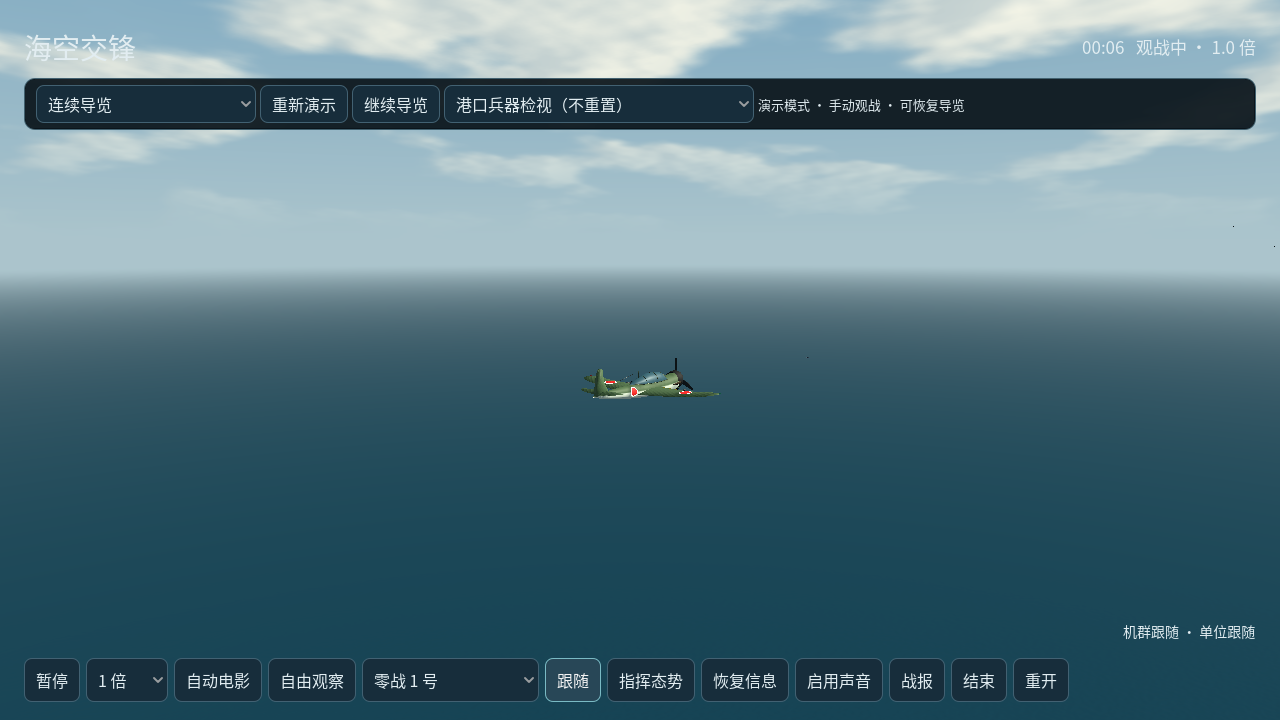 海空交锋
00:06 观战中 · 1.0 倍
连续导览 重新演示 继续导览 港口兵器检视（不重置） 演示模式 · 手动观战 · 可恢复导览
机群跟随 · 单位跟随
暂停 1 倍 自动电影 自由观察 零战 1 号 跟随 指挥态势 恢复信息 启用声音 战报 结束 重开